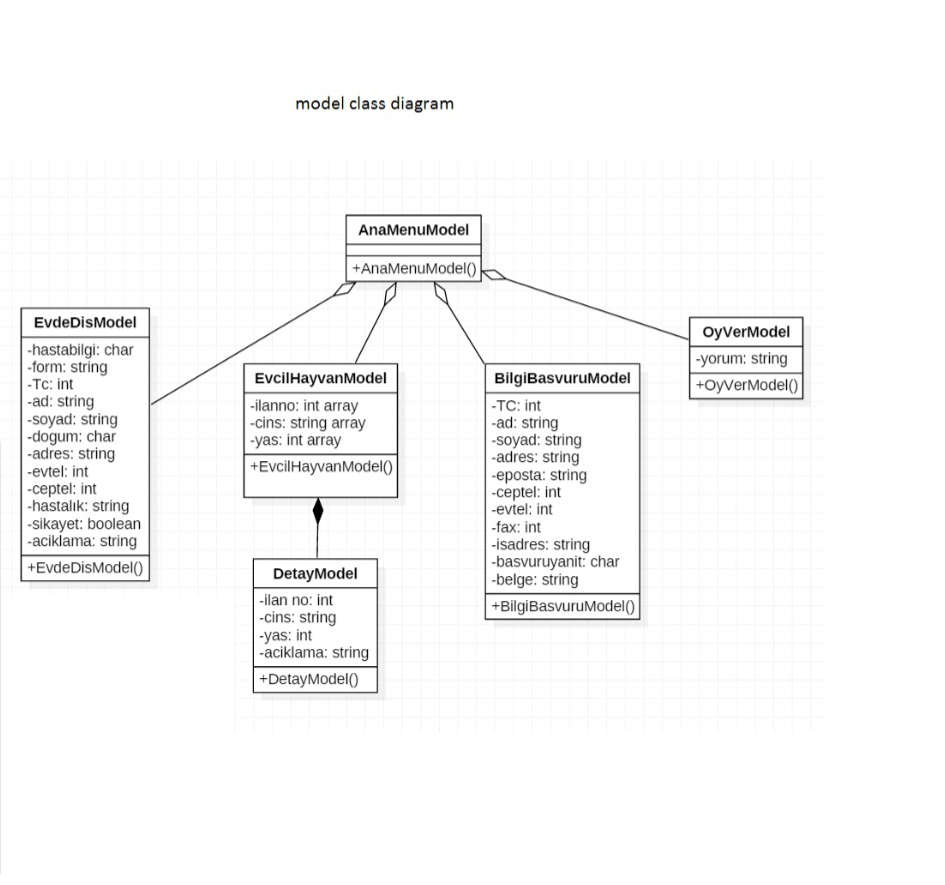 model class diagram
AnaMenuModel
+AnaMenuModel()
EvdeDisModel
-hastabilgi: char
-form: string
-Tc: int
-ad: string
-soyad: string
-dogum: char
-adres: string
-evtel: int
-ceptel: int
-hastalık: string
-sikayet: boolean
-aciklama: string
+EvdeDisModel()
EvcilHayvanModel
-ilanno: int array
-cins: string array
-yas: int array
+EvcilHayvanModel()
DetayModel
-ilan no: int
-cins: string
-yas: int
-aciklama: string
+DetayModel()
BilgiBasvuruModel
-TC: int
-ad: string
-soyad: string
-adres: string
-eposta: string
-ceptel: int
-evtel: int
-fax: int
-isadres: string
-basvuruyanit: char
-belge: string
+BilgiBasvuruModel()
OyVerModel
-yorum: string
+OyVerModel()